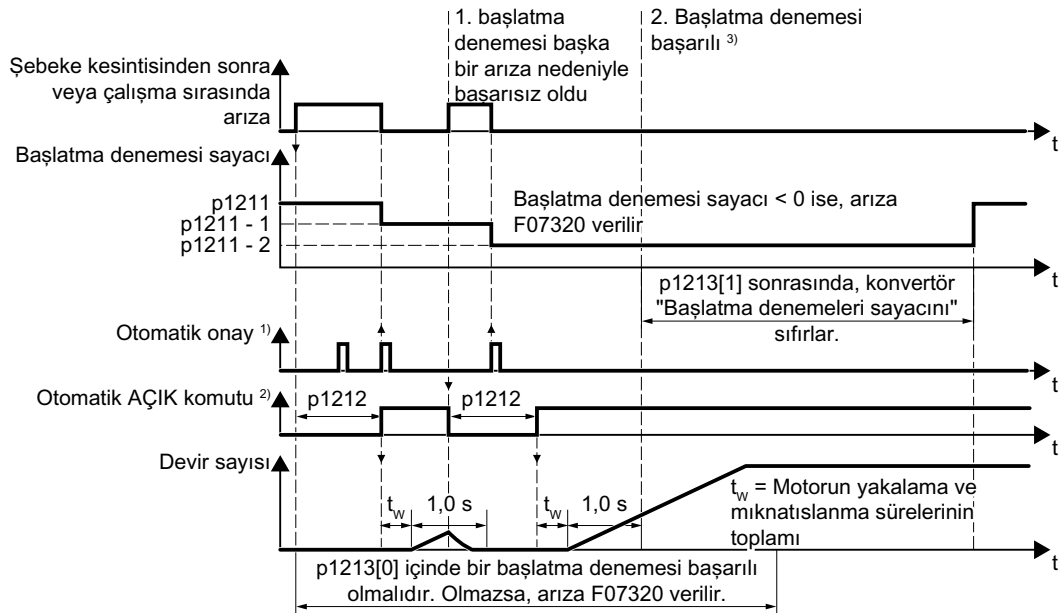 1. başlatma
denemesi başka
bir arıza nedeniyle
başarısız oldu
2. Başlatma denemesi
başarılı 3)
Şebeke kesintisinden sonra
veya çalışma sırasında
arıza
t
Başlatma denemesi sayacı
p1211
p1211 - 1
p1211 - 2
Başlatma denemesi sayacı < 0 ise, arıza
F07320 verilir
t
p1213[1] sonrasında, konvertör
"Başlatma denemeleri sayacını"
sıfırlar.
Otomatik onay 1)
t
Otomatik AÇIK komutu 2)
p1212
p1212
t
Devir sayısı
tw
1,0 s
tw
1,0 s
tw = Motorun yakalama ve
mıknatıslanma sürelerinin
toplamı
t
p1213[0] içinde bir başlatma denemesi başarılı
olmalıdır. Olmazsa, arıza F07320 verilir.